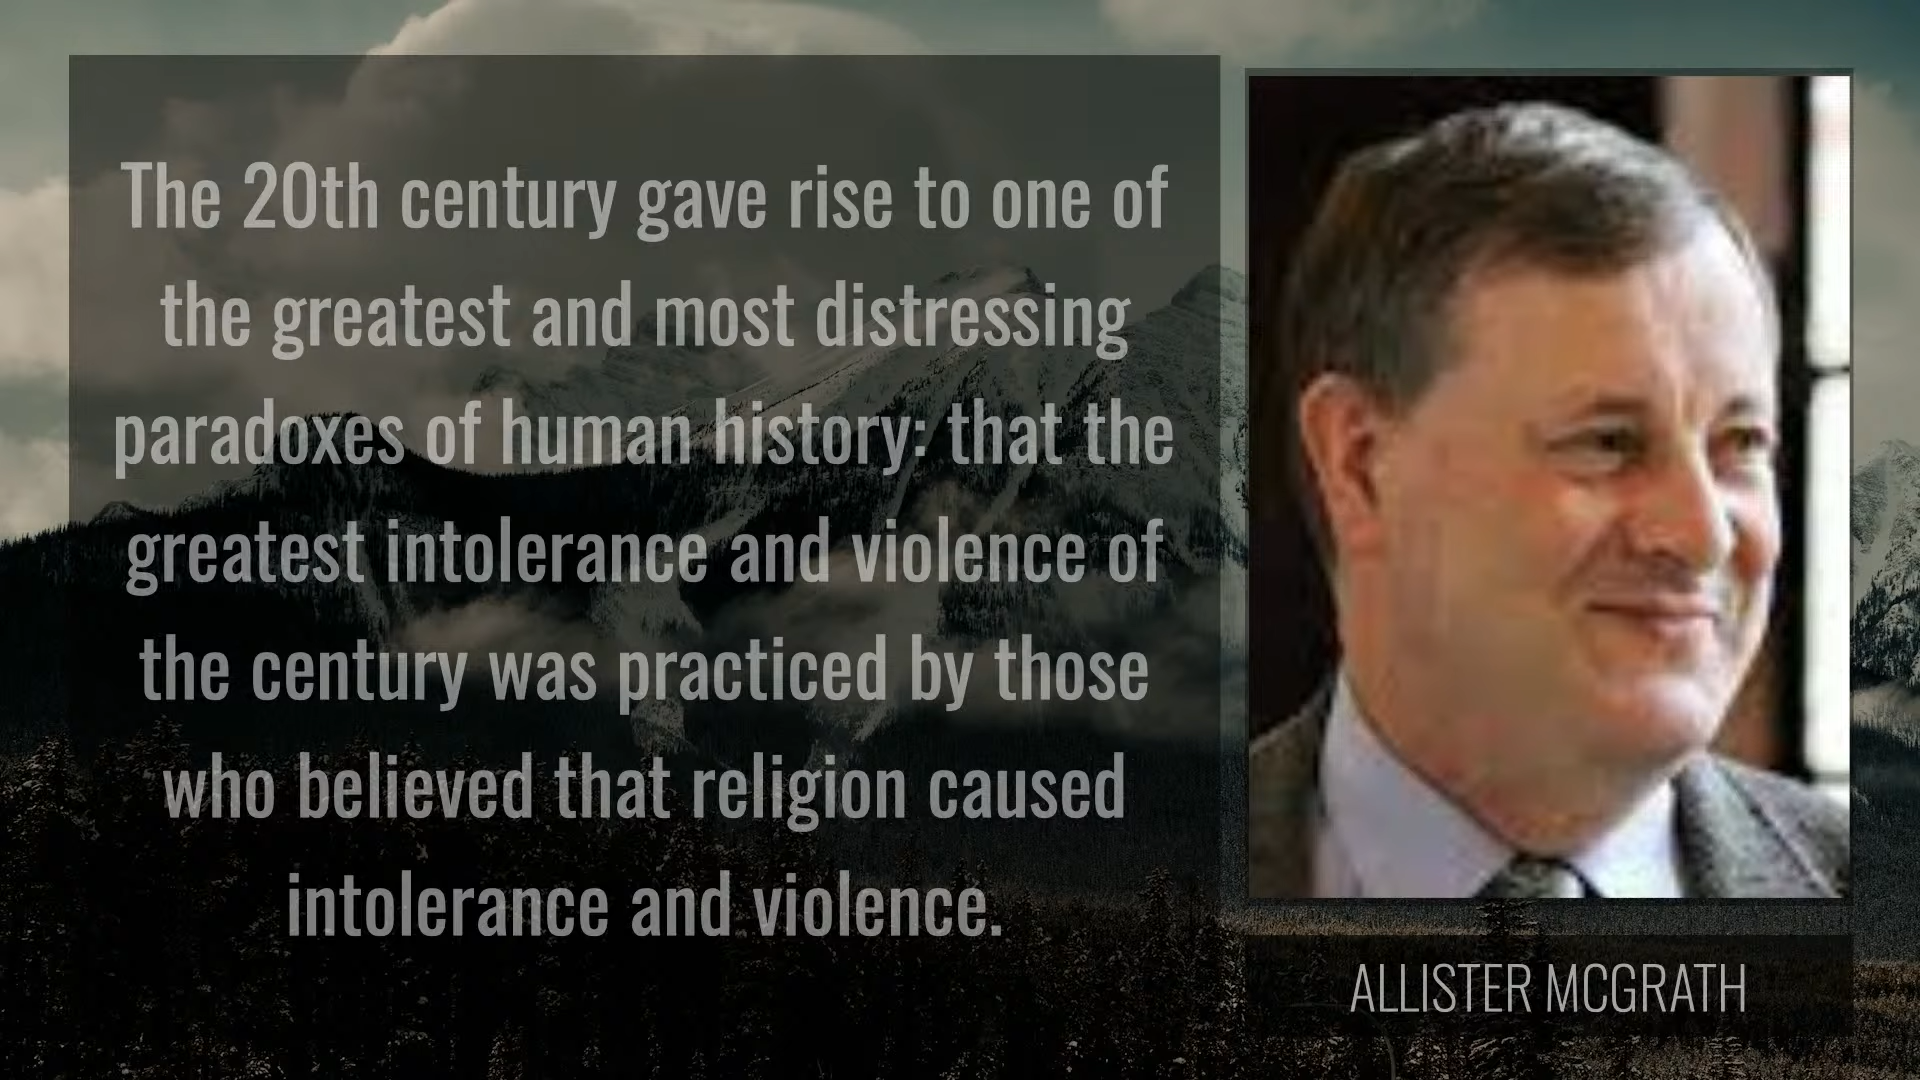 The 20th century gave rise to one of
the greatest and most distressing
paradoxes of human history: that the
greatest intolerance and violence of
the century was practiced by those
who believed that religion caused
intolerance and violence.
ALLISTER MCGRATH